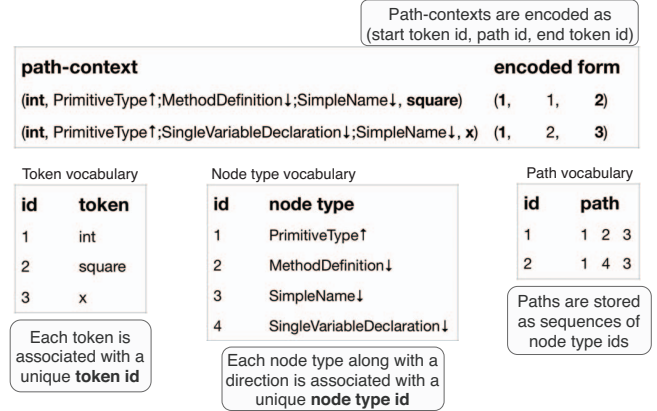 Path-contexts are encoded as
(start token id, path id, end token id)
path-context encoded form
(int, PrimitiveType↑;MethodDefinition↓;SimpleName↓, square) (1, 1, 2)
(int, PrimitiveType↑;SingleVariableDeclaration↓;SimpleName↓, x) (1, 2, 3)
Token vocabulary
id token
1 int
2 square
3 x
Each token is
associated with a
unique token id
Node type vocabulary
id node type
1 PrimitiveType↑
2 MethodDefinition↓
3 SimpleName↓
4 SingleVariableDeclaration↓
Each node type along with a
direction is associated with a
unique node type id
Path vocabulary
id path
1 1 2 3
2 1 4 3
Paths are stored
as sequences of
node type ids